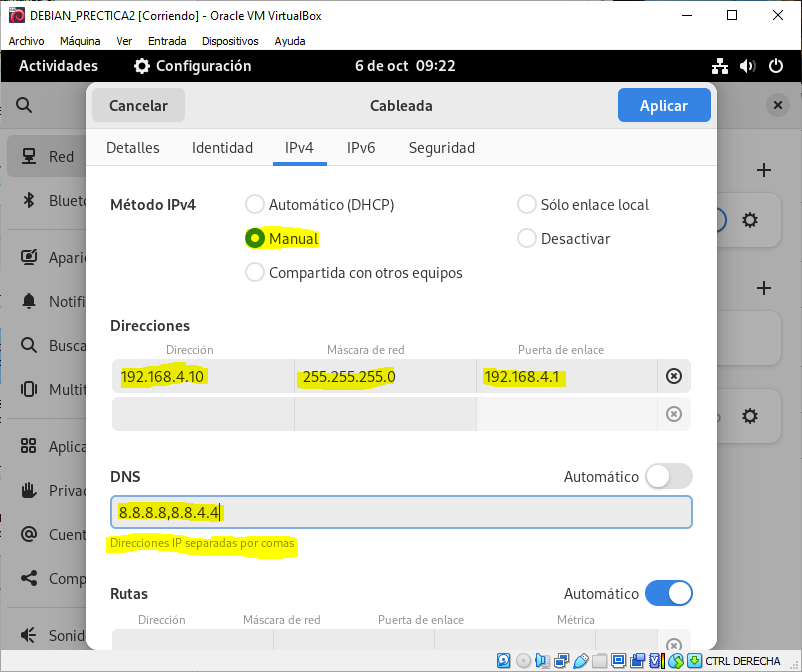 DEBIAN_PRECTICA2 [Corriendo] - Oracle VM VirtualBox
Archivo Máquina Ver Entrada Dispositivos Ayuda
Actividades Configuración 6 de oct 09:22
Cancelar Cableada Aplicar
Detalles Identidad IPv4 IPv6 Seguridad
Red
Blueto
Apari
Notifi
Busca
Multit
Aplica
Privac
Cuent
Comp
Sonid
Método IPv4 Automático (DHCP) Sólo enlace local
Manual Desactivar
Compartida con otros equipos
Direcciones
Dirección Máscara de red Puerta de enlace
192.168.4.10 255.255.255.0 192.168.4.1
DNS Automático
8.8.8.8,8.8.4.4
Direcciones IP separadas por comas
Rutas Automático
Dirección Máscara de red Puerta de enlace Métrica
CTRL DERECHA